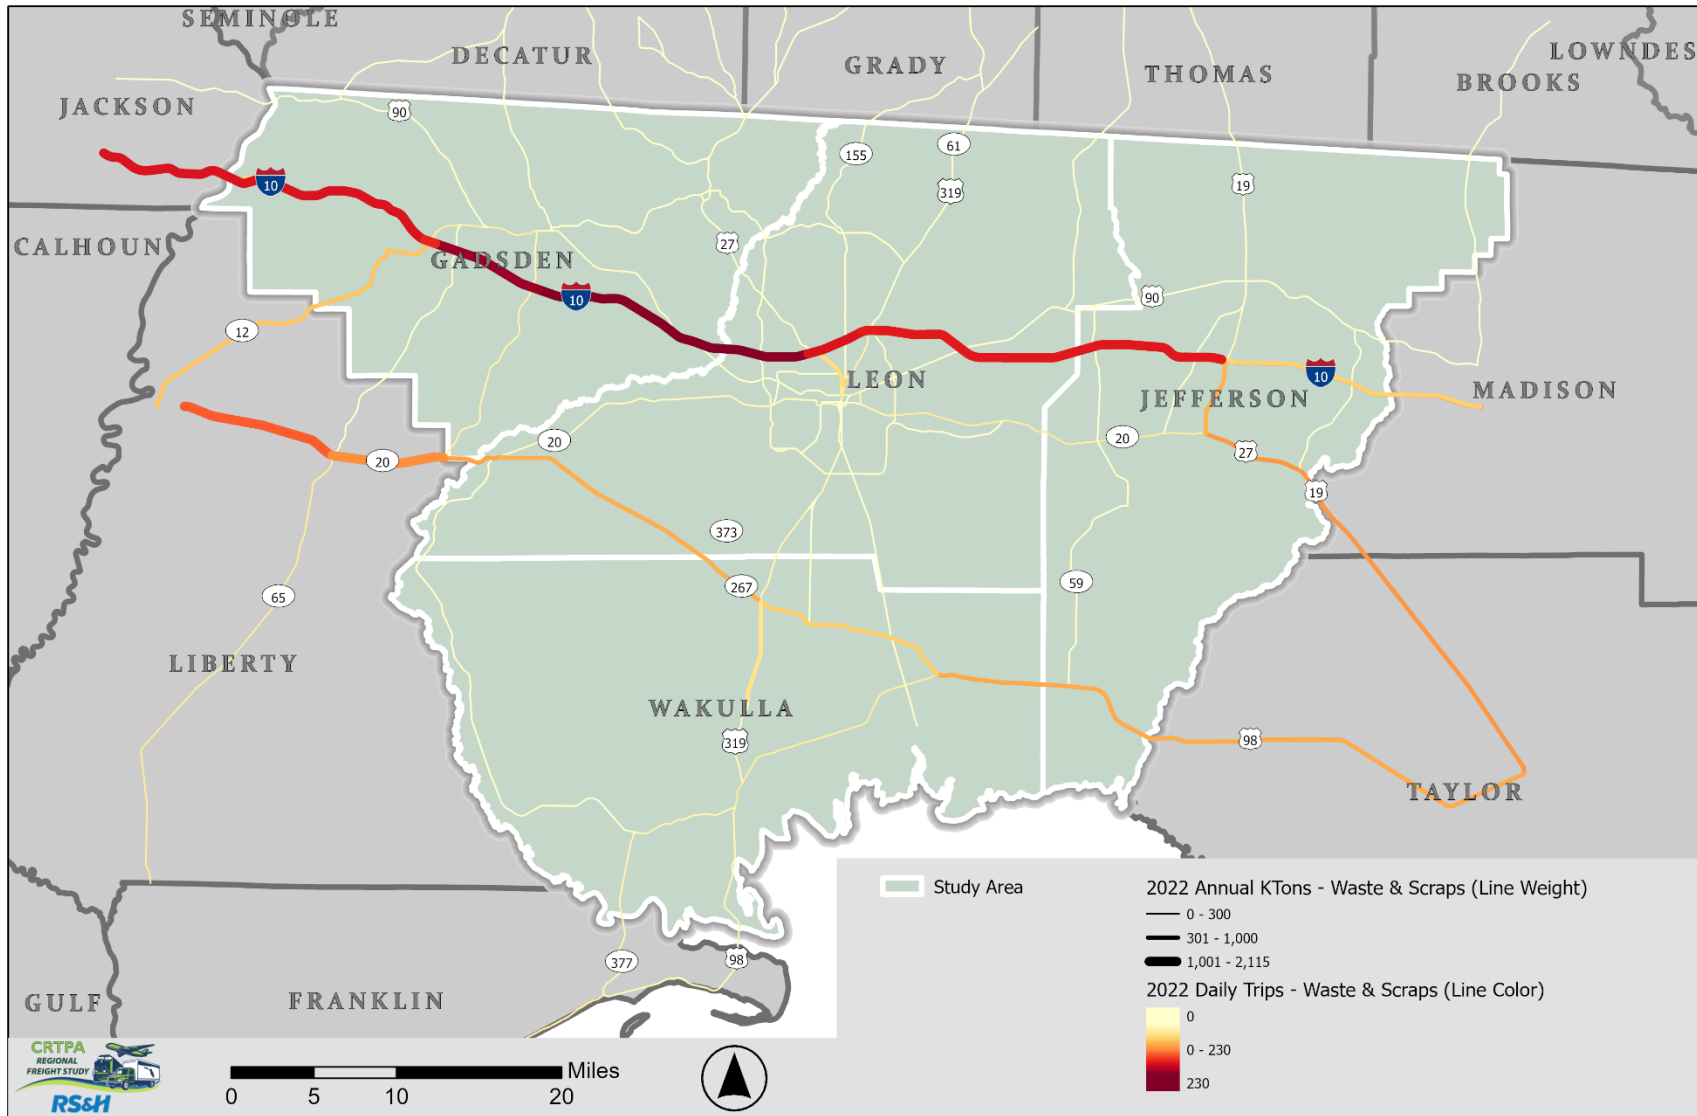 SEMINOLE
DECATUR
GRADY
THOMAS
LOWNDES
BROOKS
JACKSON
90
155
61
319
19
10
CALHOUN
27
GADSDEN
10
90
12
LEON
JEFFERSON
10
MADISON
20
20
20
27
19
373
267
59
65
LIBERTY
WAKULLA
319
98
TAYLOR
377
98
GULF
FRANKLIN
Study Area
2022 Annual KTons - Waste & Scraps (Line Weight)
0 - 300
301 - 1,000
1,001 - 2,115
2022 Daily Trips - Waste & Scraps (Line Color)
0
0 - 230
230
CRTPA
REGIONAL
FREIGHT STUDY
RS&H
Miles
0 5 10 20